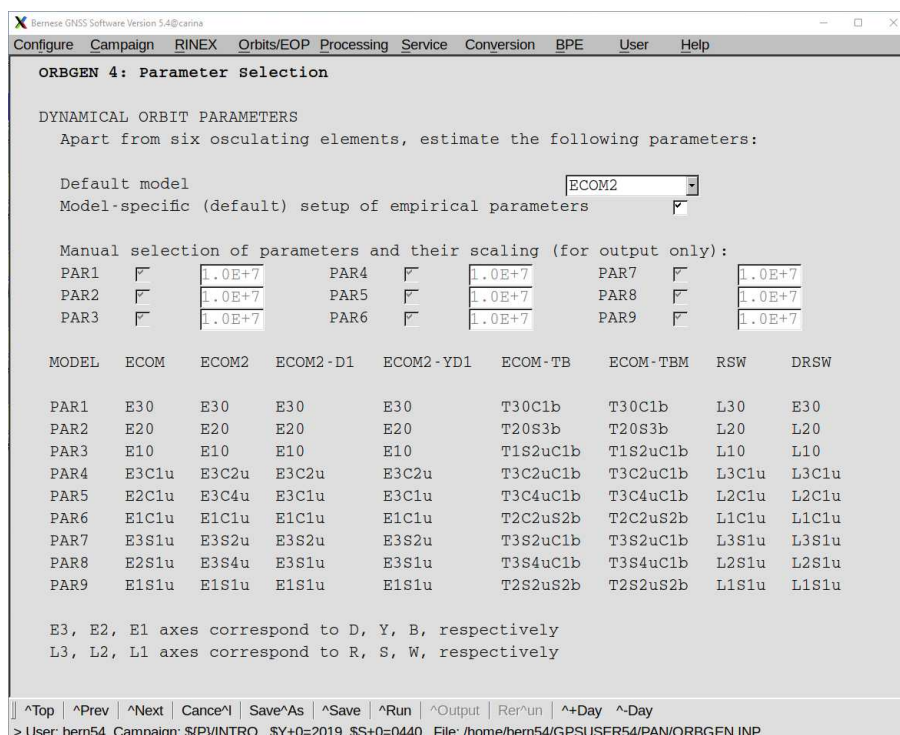 Bernese GNSS Software Version 5.4@carina
Configure Campaign RINEX Orbits/EOP Processing Service Conversion BPE User Help
ORBGEN 4: Parameter Selection
DYNAMICAL ORBIT PARAMETERS
Apart from six osculating elements, estimate the following parameters:
Default model ECOM2
Model-specific (default) setup of empirical parameters
Manual selection of parameters and their scaling (for output only):
PAR1 1.0E+7 PAR4 1.0E+7 PAR7 1.0E+7
PAR2 1.0E+7 PAR5 1.0E+7 PAR8 1.0E+7
PAR3 1.0E+7 PAR6 1.0E+7 PAR9 1.0E+7
MODEL ECOM ECOM2 ECOM2-D1 ECOM2-YD1 ECOM-TB ECOM-TBM RSW DRSW
PAR1 E30 E30 E30 E30 T30C1b T30C1b L30 E30
PAR2 E20 E20 E20 E20 T20S3b T20S3b L20 L20
PAR3 E10 E10 E10 E10 T1S2uC1b T1S2uC1b L10 L10
PAR4 E3C1u E3C2u E3C2u E3C2u T3C2uC1b T3C2uC1b L3C1u L3C1u
PAR5 E2C1u E3C4u E3C1u E3C1u T3C4uC1b T3C4uC1b L2C1u L2C1u
PAR6 E1C1u E1C1u E1C1u E1C1u T2C2uS2b T2C2uS2b L1C1u L1C1u
PAR7 E3S1u E3S2u E3S2u E3S2u T3S2uC1b T3S2uC1b L3S1u L3S1u
PAR8 E2S1u E3S4u E3S1u E3S1u T3S4uC1b T3S4uC1b L2S1u L2S1u
PAR9 E1S1u E1S1u E1S1u E1S1u T2S2uS2b T2S2uS2b L1S1u L1S1u
E3, E2, E1 axes correspond to D, Y, B, respectively
L3, L2, L1 axes correspond to R, S, W, respectively
^Top ^Prev ^Next Cance^l Save^As ^Save ^Run ^Output Rer^un ^+Day ^-Day
> User: bern54 Campaign: ${P}/INTRO $Y+0=2019 $S+0=0440 File: /home/bern54/GPSUSER54/PAN/ORBGEN.INP